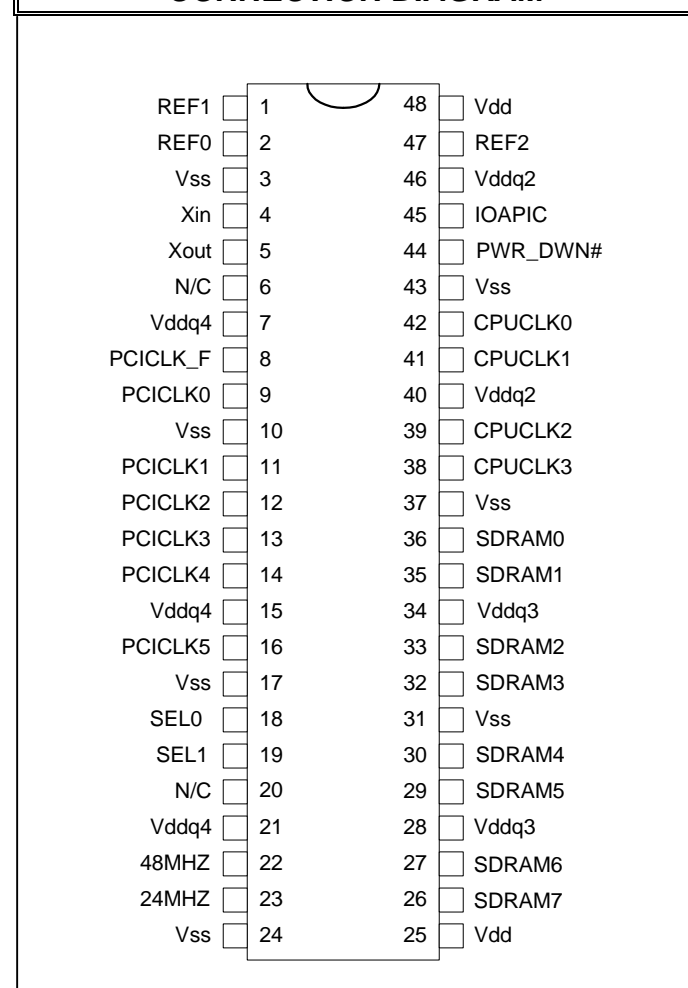 CONNECTION DIAGRAM
REF1 1 48 Vdd
REF0 2 47 REF2
Vss 3 46 Vddq2
Xin 4 45 IOAPIC
Xout 5 44 PWR_DWN#
N/C 6 43 Vss
Vddq4 7 42 CPUCLK0
PCICLK_F 8 41 CPUCLK1
PCICLK0 9 40 Vddq2
Vss 10 39 CPUCLK2
PCICLK1 11 38 CPUCLK3
PCICLK2 12 37 Vss
PCICLK3 13 36 SDRAM0
PCICLK4 14 35 SDRAM1
Vddq4 15 34 Vddq3
PCICLK5 16 33 SDRAM2
Vss 17 32 SDRAM3
SEL0 18 31 Vss
SEL1 19 30 SDRAM4
N/C 20 29 SDRAM5
Vddq4 21 28 Vddq3
48MHZ 22 27 SDRAM6
24MHZ 23 26 SDRAM7
Vss 24 25 Vdd